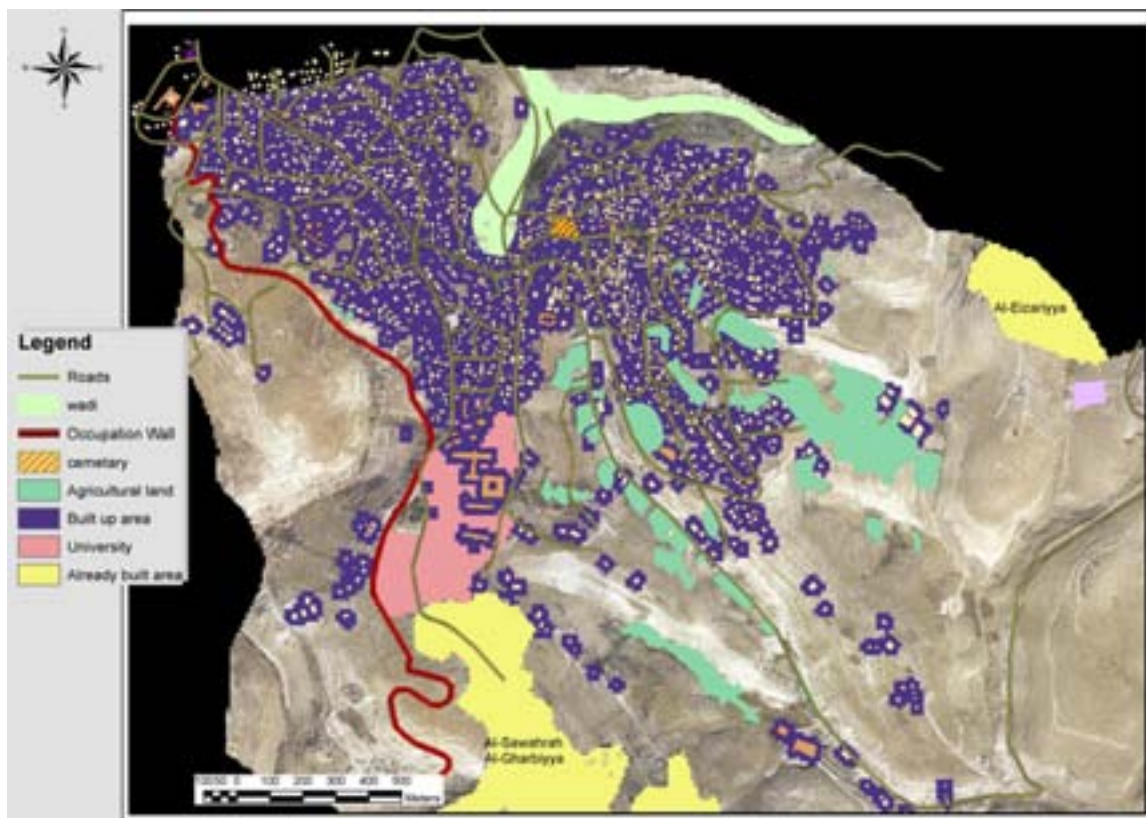 Legend
Roads
wadi
Occupation Wall
cemetary
Agricultural land
Built up area
University
Already built area
Al-Eizariyya
Al-Sawahrah
Al-Gharbiyya
0 100 200 300 400 500
Meters